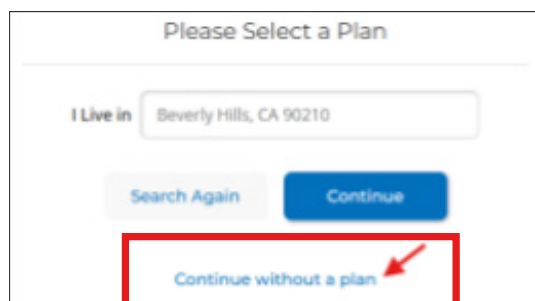 Please Select a Plan
I Live in Beverly Hills, CA 90210
Search Again Continue
Continue without a plan